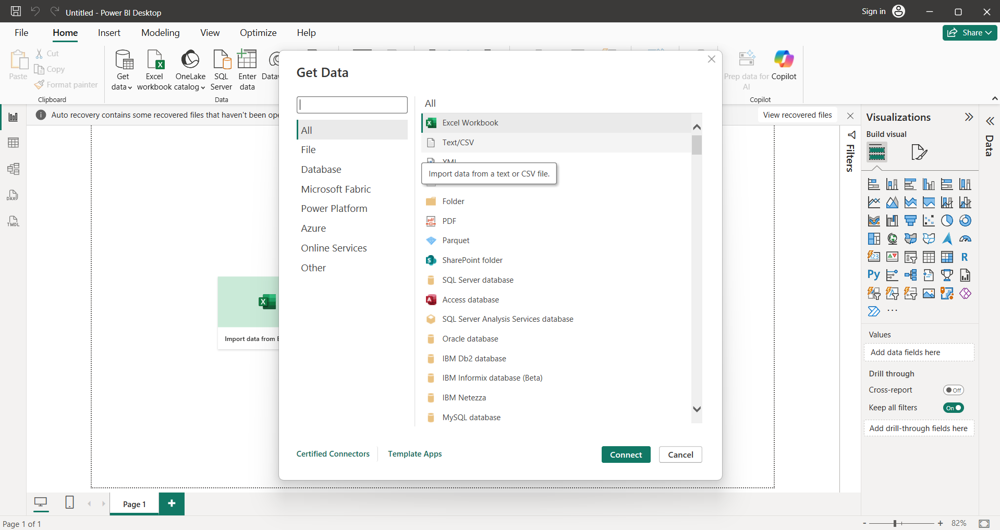 Untitled - Power BI Desktop
Sign in
File
Home
Insert
Modeling
View
Optimize
Help
Share
Paste
Cut
Copy
Format painter
Clipboard
Get data
Excel workbook
OneLake catalog
SQL Server
Enter data
Data
Prep data for AI
Copilot
Copilot
Auto recovery contains some recovered files that haven't been
View recovered files
Get Data
All
File
Database
Microsoft Fabric
Power Platform
Azure
Online Services
Other
All
Excel Workbook
Text/CSV
XML
Import data from a text or CSV file.
Folder
PDF
Parquet
SharePoint folder
SQL Server database
Access database
SQL Server Analysis Services database
Oracle database
IBM Db2 database
IBM Informix database (Beta)
IBM Netezza
MySQL database
Certified Connectors
Template Apps
Connect
Cancel
Import data from
DAX
TMDL
Filters
Visualizations
Build visual
Data
123
R
Py
Values
Add data fields here
Drill through
Cross-report
Off
Keep all filters
On
Add drill-through fields here
Page 1
Page 1 of 1
82%